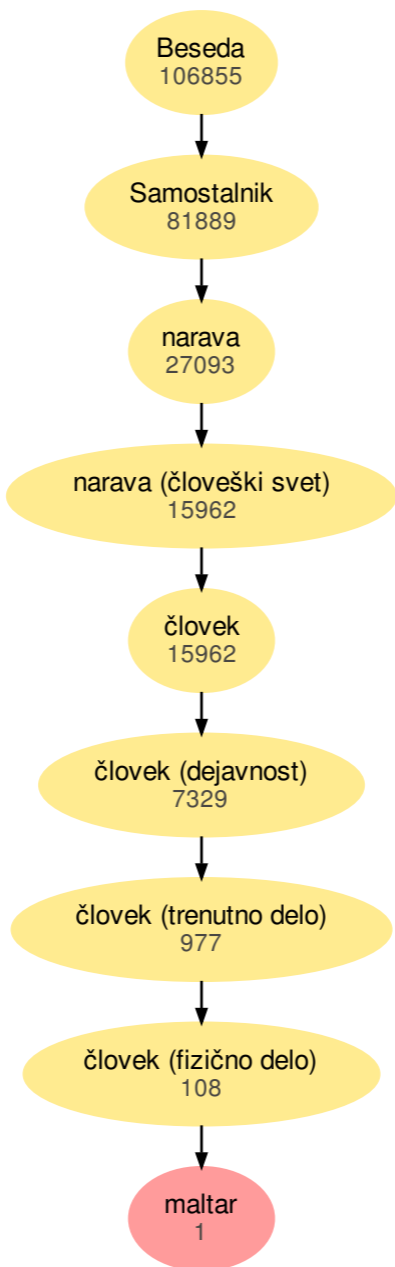 Beseda
106855
Samostalnik
81889
narava
27093
narava (človeški svet)
15962
človek
15962
človek (dejavnost)
7329
človek (trenutno delo)
977
človek (fizično delo)
108
maltar
1